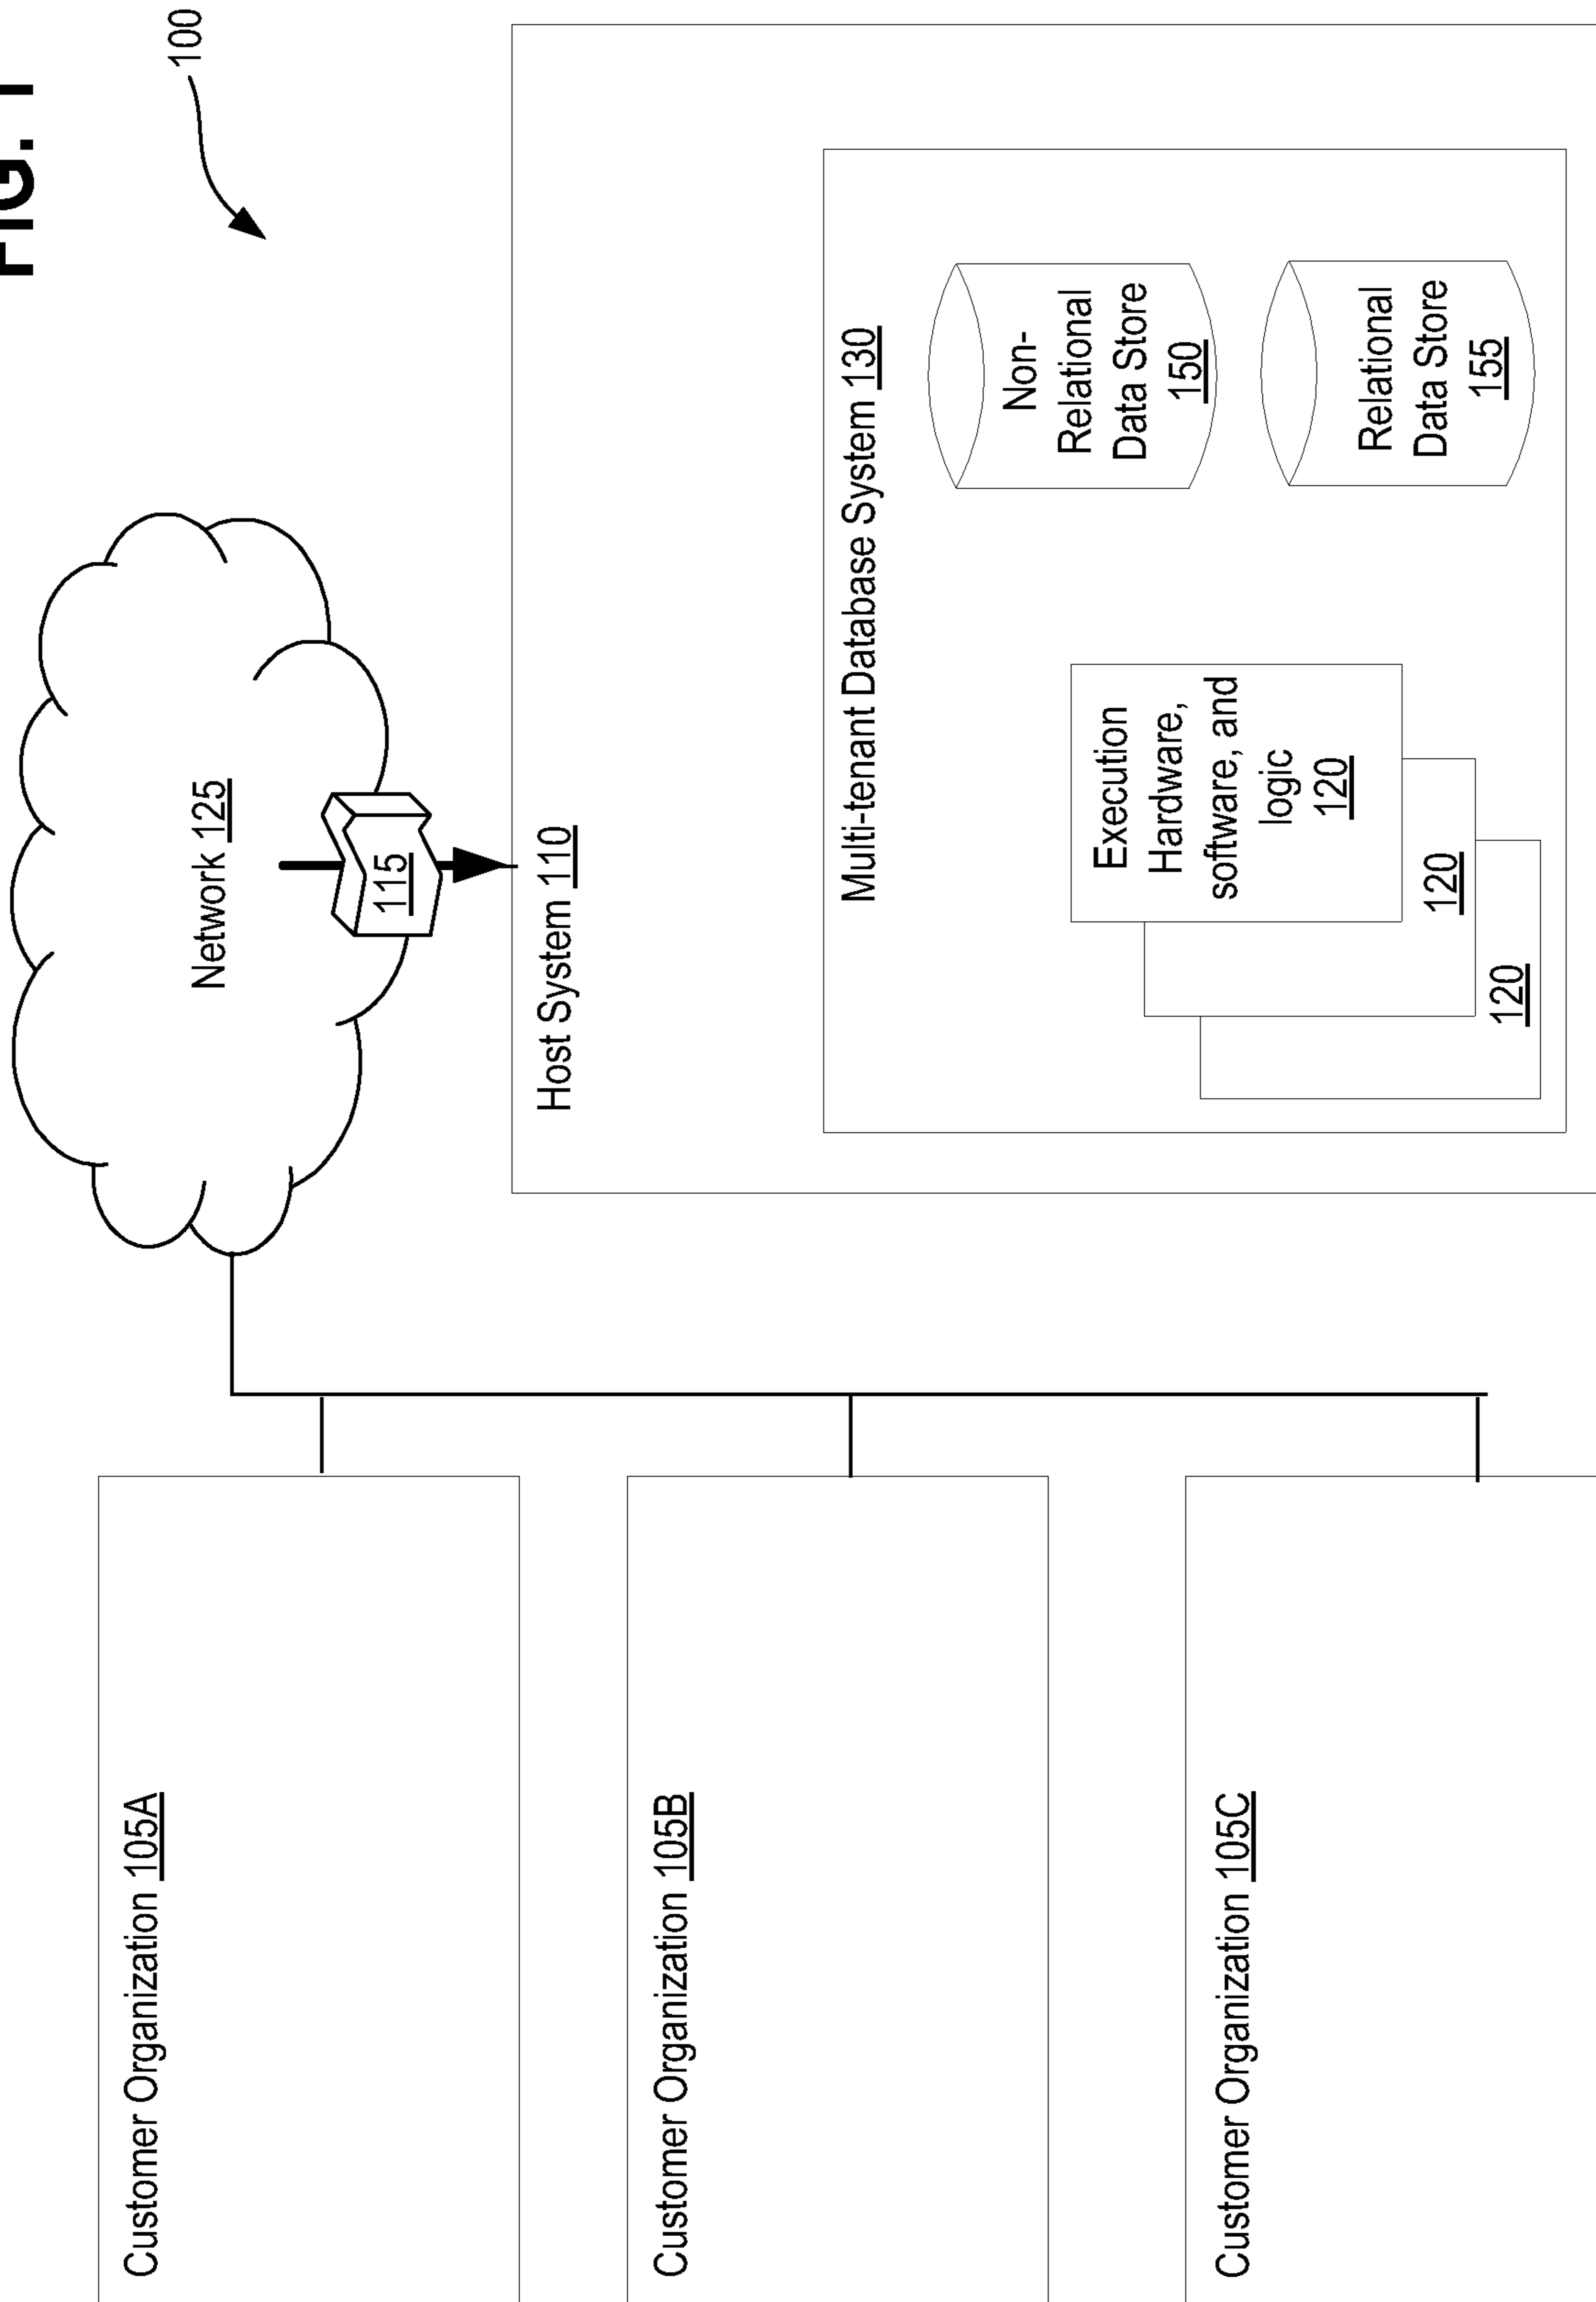 FIG. 1
100
Network 125
115
Customer Organization 105A
Host System 110
Customer Organization 105B
Multi-tenant Database System 130
Execution
Hardware,
software, and
logic
120
120
120
Non-
Relational
Data Store
150
Customer Organization 105C
Relational
Data Store
155